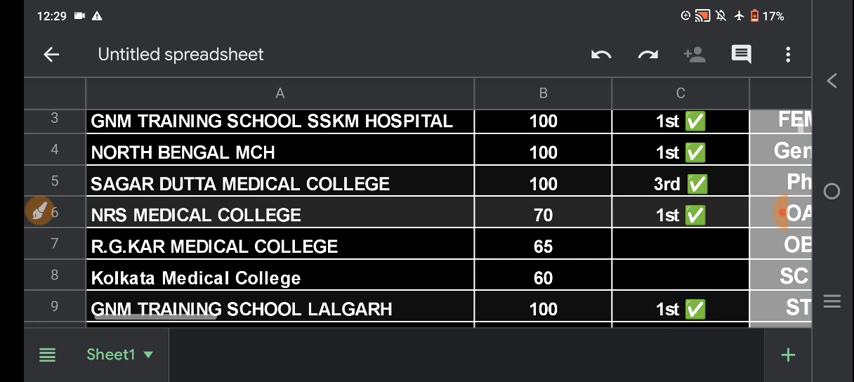 12:29 17%
Untitled spreadsheet
A B C
3 GNM TRAINING SCHOOL SSKM HOSPITAL 100 1st ✅ FEM
4 NORTH BENGAL MCH 100 1st ✅ Gen
5 SAGAR DUTTA MEDICAL COLLEGE 100 3rd ✅ Ph
6 NRS MEDICAL COLLEGE 70 1st ✅ OA
7 R.G.KAR MEDICAL COLLEGE 65 OB
8 Kolkata Medical College 60 SC
9 GNM TRAINING SCHOOL LALGARH 100 1st ✅ ST
Sheet1